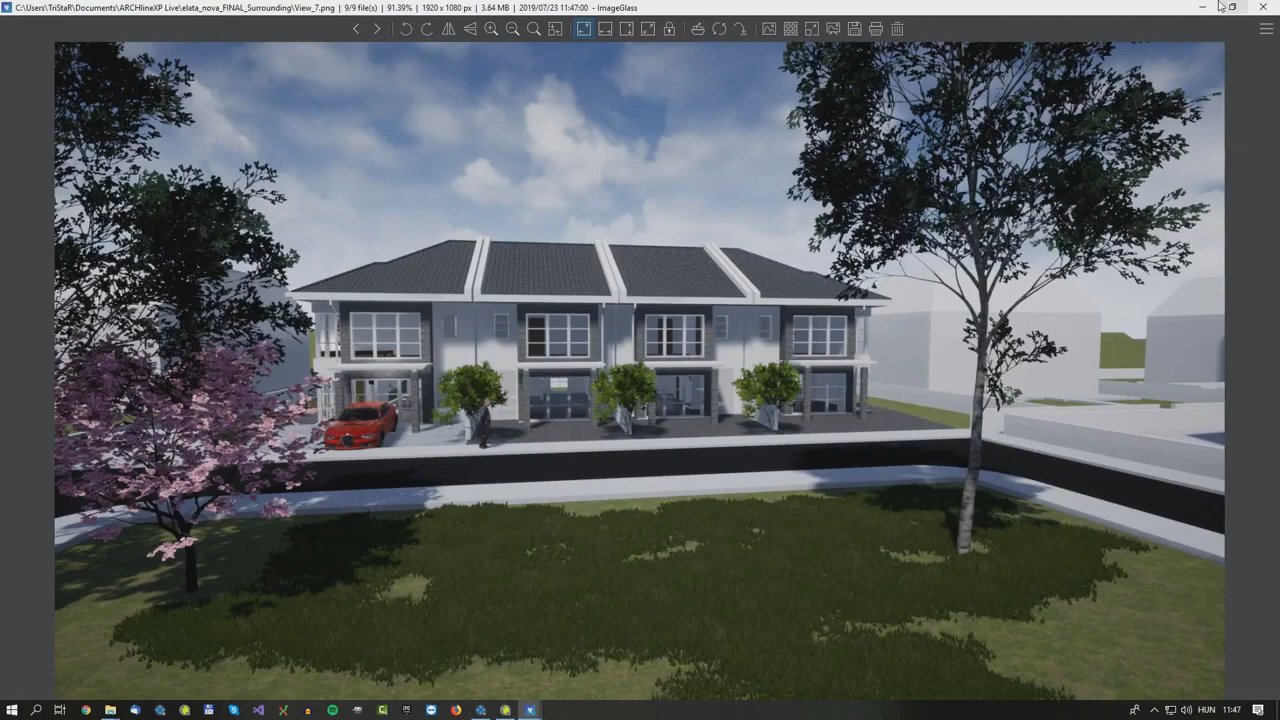 C:\Users\TriStaR\Documents\ARCHlineXP Live\elata_nova_FINAL_Surrounding\View_7.png | 9/9 file(s) | 91.39% | 1920 x 1080 px | 3.64 MB | 2019/07/23 11:47:00 - ImageGlass
HUN 11:47